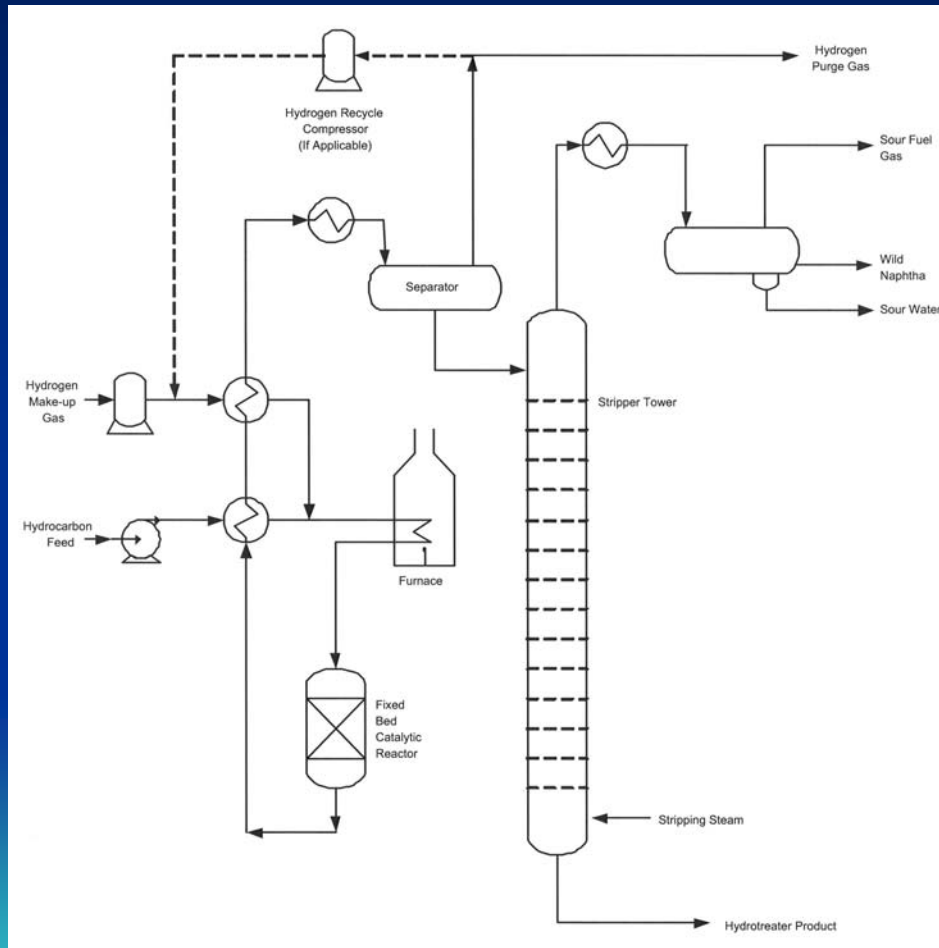 Hydrogen
Purge Gas
Hydrogen Recycle
Compressor
(If Applicable)
Sour Fuel
Gas
Wild
Naphtha
Sour Water
Separator
Hydrogen
Make-up
Gas
Stripper Tower
Hydrocarbon
Feed
Furnace
Fixed
Bed
Catalytic
Reactor
Stripping Steam
Hydrotreater Product